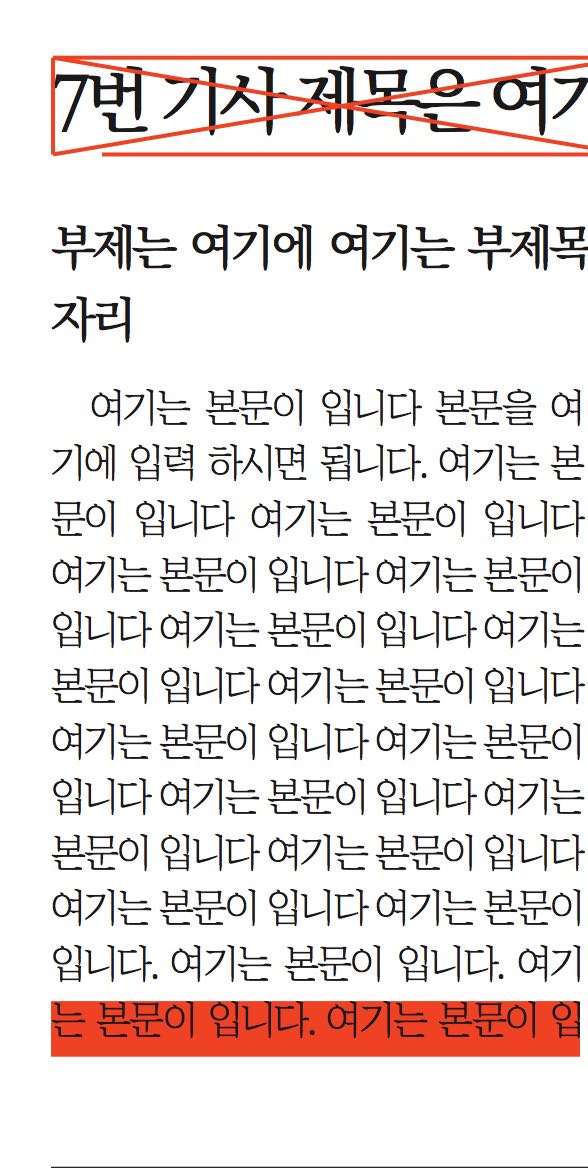 7번 기사 제목은 여기
부제는 여기에 여기는 부제목
자리
여기는 본문이 입니다 본문을 여
기에 입력 하시면 됩니다. 여기는 본
문이 입니다 여기는 본문이 입니다
여기는 본문이 입니다 여기는 본문이
입니다 여기는 본문이 입니다 여기는
본문이 입니다 여기는 본문이 입니다
여기는 본문이 입니다 여기는 본문이
입니다 여기는 본문이 입니다 여기는
본문이 입니다 여기는 본문이 입니다
여기는 본문이 입니다 여기는 본문이
입니다. 여기는 본문이 입니다. 여기
는 본문이 입니다. 여기는 본문이 입